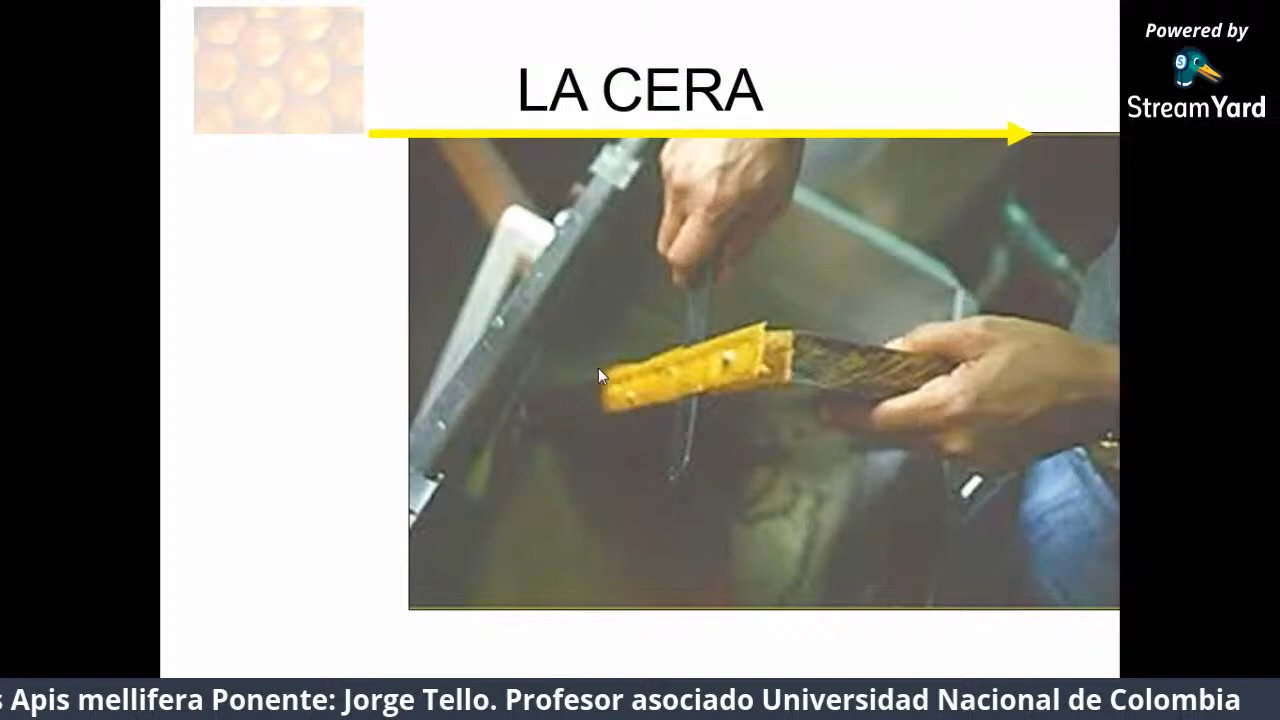 LA CERA
Powered by
StreamYard
s Apis mellifera Ponente: Jorge Tello. Profesor asociado Universidad Nacional de Colombia